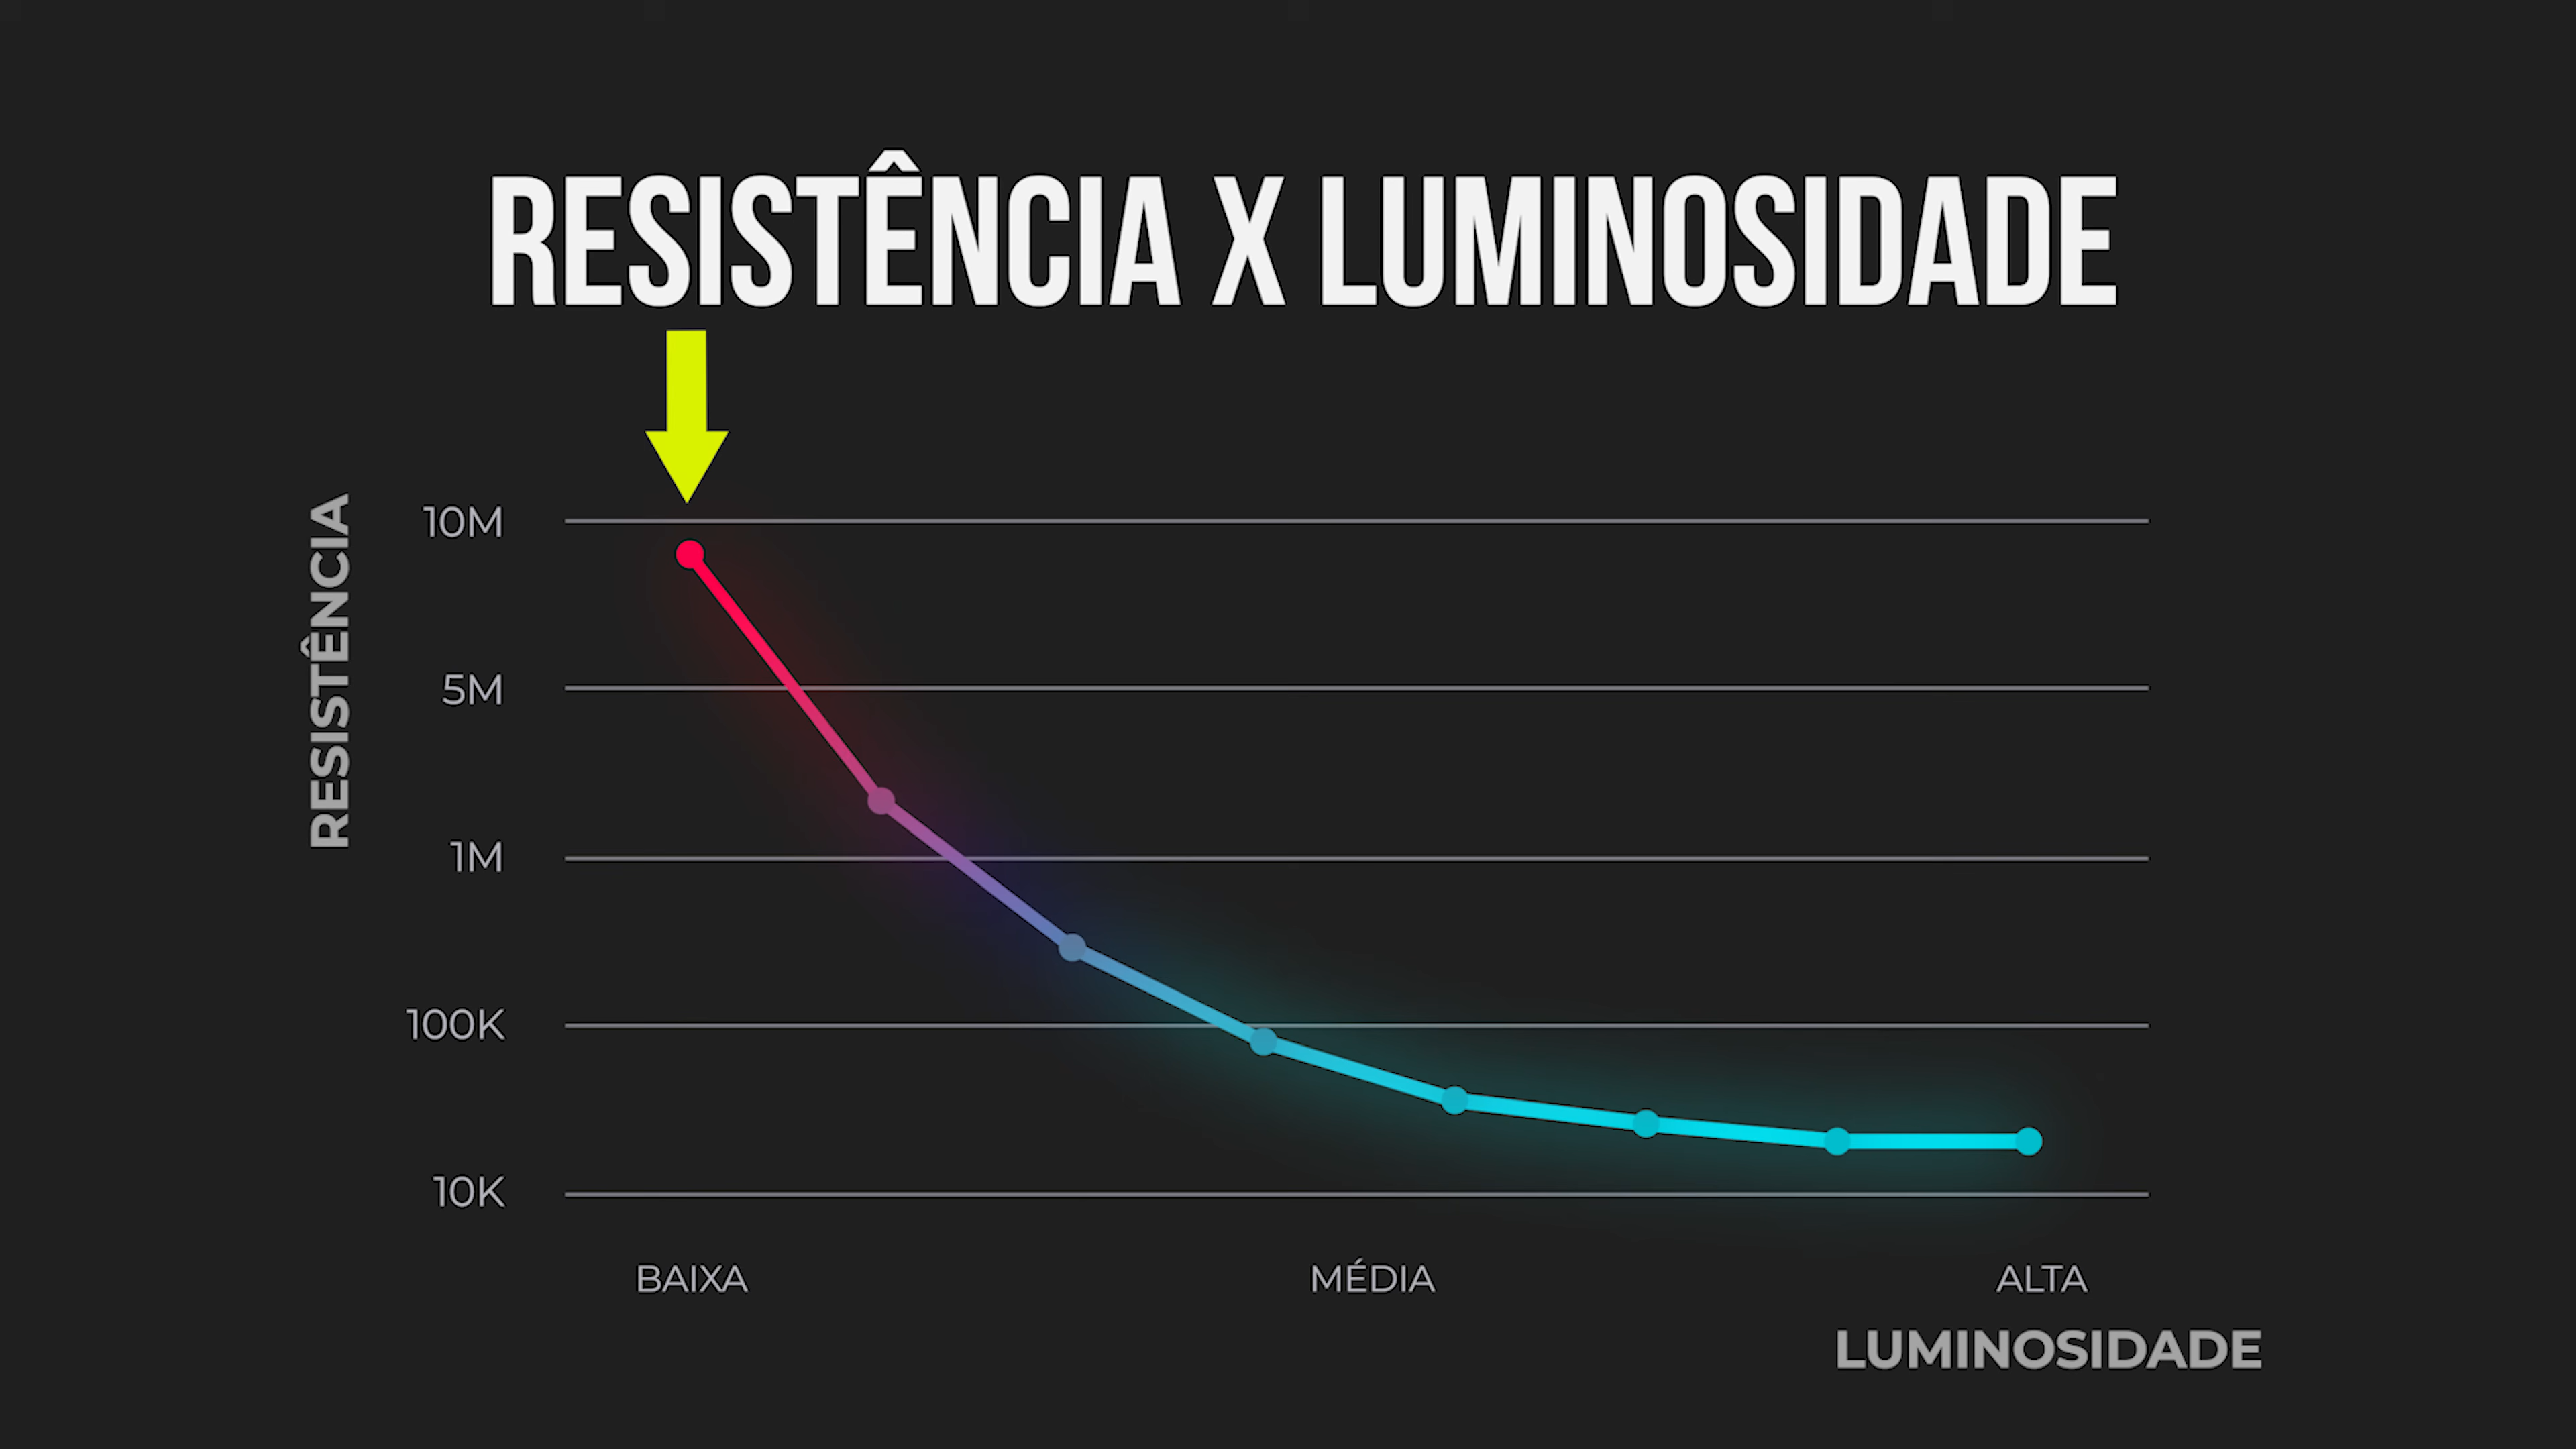 RESISTÊNCIA X LUMINOSIDADE
RESISTÊNCIA
10M
5M
1M
100K
10K
BAIXA MÉDIA ALTA
LUMINOSIDADE